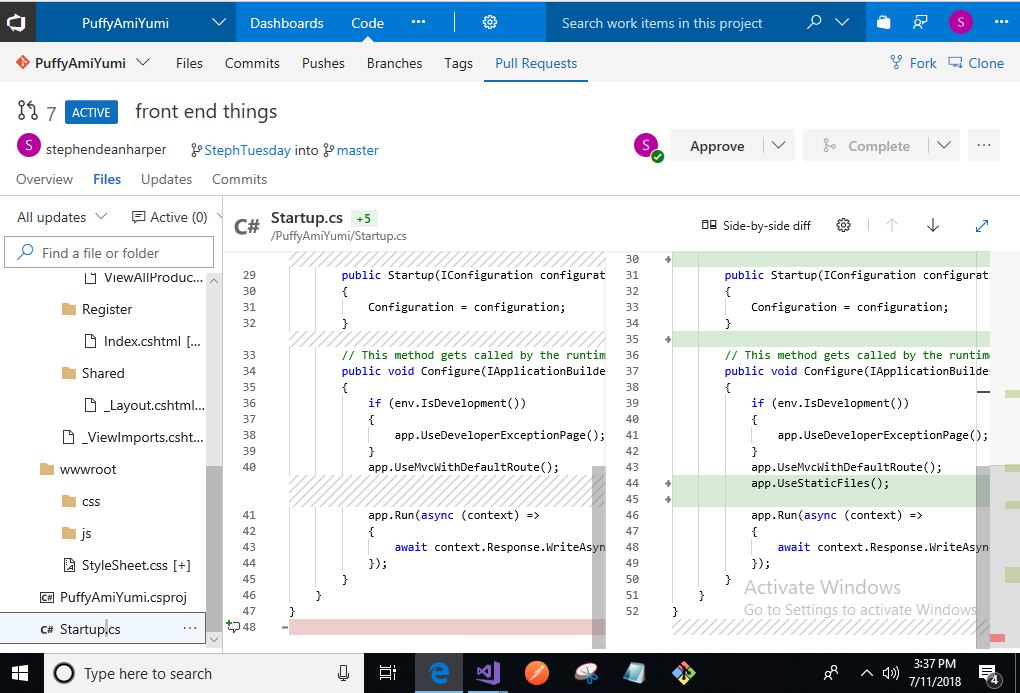 PuffyAmiYumi Dashboards Code ... Search work items in this project S ...
PuffyAmiYumi Files Commits Pushes Branches Tags Pull Requests Fork Clone
7 ACTIVE front end things
S stephendeanharper StephTuesday into master S Approve Complete ...
Overview Files Updates Commits
All updates Active (0)
C# Startup.cs +5
/PuffyAmiYumi/Startup.cs
Side-by-side diff
Find a file or folder
ViewAllProduc...
Register
Index.cshtml [...
Shared
_Layout.cshtml...
_ViewImports.csht...
wwwroot
css
js
StyleSheet.css [+]
C# PuffyAmiYumi.csproj
C# Startup.cs ...
29 public Startup(IConfiguration configurat
30 {
31 Configuration = configuration;
32 }
33 // This method gets called by the runtim
34 public void Configure(IApplicationBuilde
35 {
36 if (env.IsDevelopment())
37 {
38 app.UseDeveloperExceptionPage();
39 }
40 app.UseMvcWithDefaultRoute();
41 app.Run(async (context) =>
42 {
43 await context.Response.WriteAsyn
44 });
45 }
46 }
47 }
48 -
30 +
31 public Startup(IConfiguration configurat
32 {
33 Configuration = configuration;
34 }
35 +
36 // This method gets called by the runtime
37 public void Configure(IApplicationBuilde
38 {
39 if (env.IsDevelopment())
40 {
41 app.UseDeveloperExceptionPage();
42 }
43 app.UseMvcWithDefaultRoute();
44 + app.UseStaticFiles();
45 +
46 app.Run(async (context) =>
47 {
48 await context.Response.WriteAsyn
49 });
50 }
51 }
52 }
Activate Windows
Go to Settings to activate Windows.
Type here to search
3:37 PM
7/11/2018
4